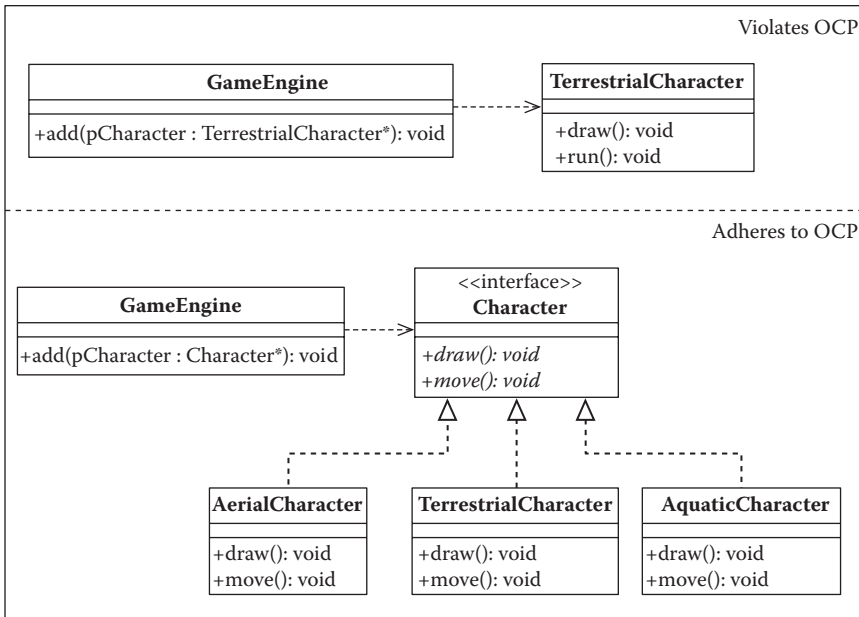 Violates OCP
GameEngine
+add(pCharacter : TerrestrialCharacter*): void
TerrestrialCharacter
+draw(): void
+run(): void
Adheres to OCP
GameEngine
+add(pCharacter : Character*): void
<<interface>>
Character
+draw(): void
+move(): void
AerialCharacter
+draw(): void
+move(): void
TerrestrialCharacter
+draw(): void
+move(): void
AquaticCharacter
+draw(): void
+move(): void